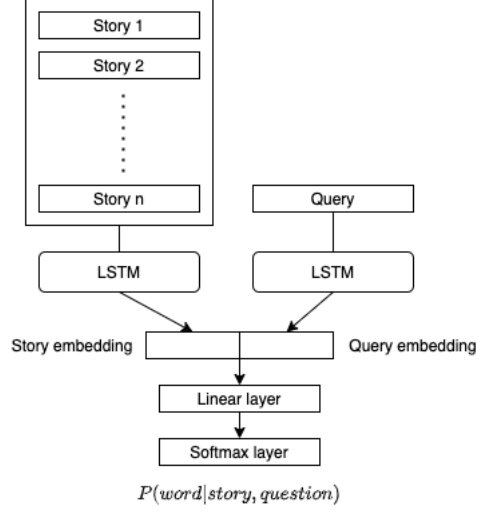 Story 1
Story 2
Story n
Query
LSTM
LSTM
Story embedding
Query embedding
Linear layer
Softmax layer
P(word|story, question)